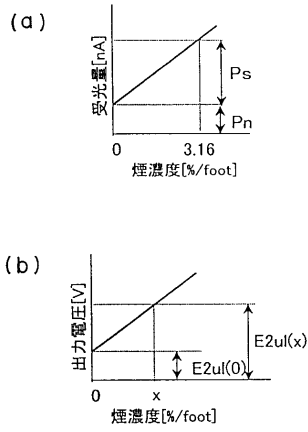 (a)
受光量[nA]
Ps
Pn
0
3.16
煙濃度[%/foot]
(b)
出力電圧[V]
E2ul(x)
E2ul(0)
0
x
煙濃度[%/foot]